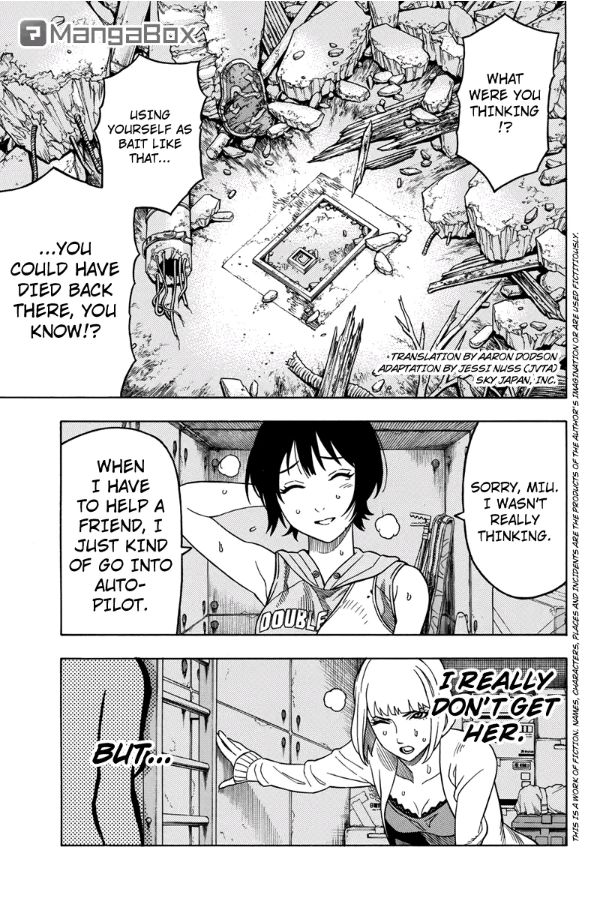 MangaBox
WHAT
WERE YOU
THINKING
!?
USING
YOURSELF AS
BAIT LIKE
THAT...
...YOU
COULD HAVE
DIED BACK
THERE, YOU
KNOW!?
TRANSLATION BY AARON DODSON
ADAPTATION BY JESSI NUSS (JVTA)
SKY JAPAN, INC.
THIS IS A WORK OF FICTION. NAMES, CHARACTERS, PLACES AND INCIDENTS ARE THE PRODUCTS OF THE AUTHOR'S IMAGINATION OR ARE USED FICTITIOUSLY.
SORRY, MIU.
I WASN'T
REALLY
THINKING.
WHEN
I HAVE
TO HELP A
FRIEND, I
JUST KIND
OF GO INTO
AUTO-
PILOT.
DOUBLE
I REALLY
DON'T GET
HER.
BUT...